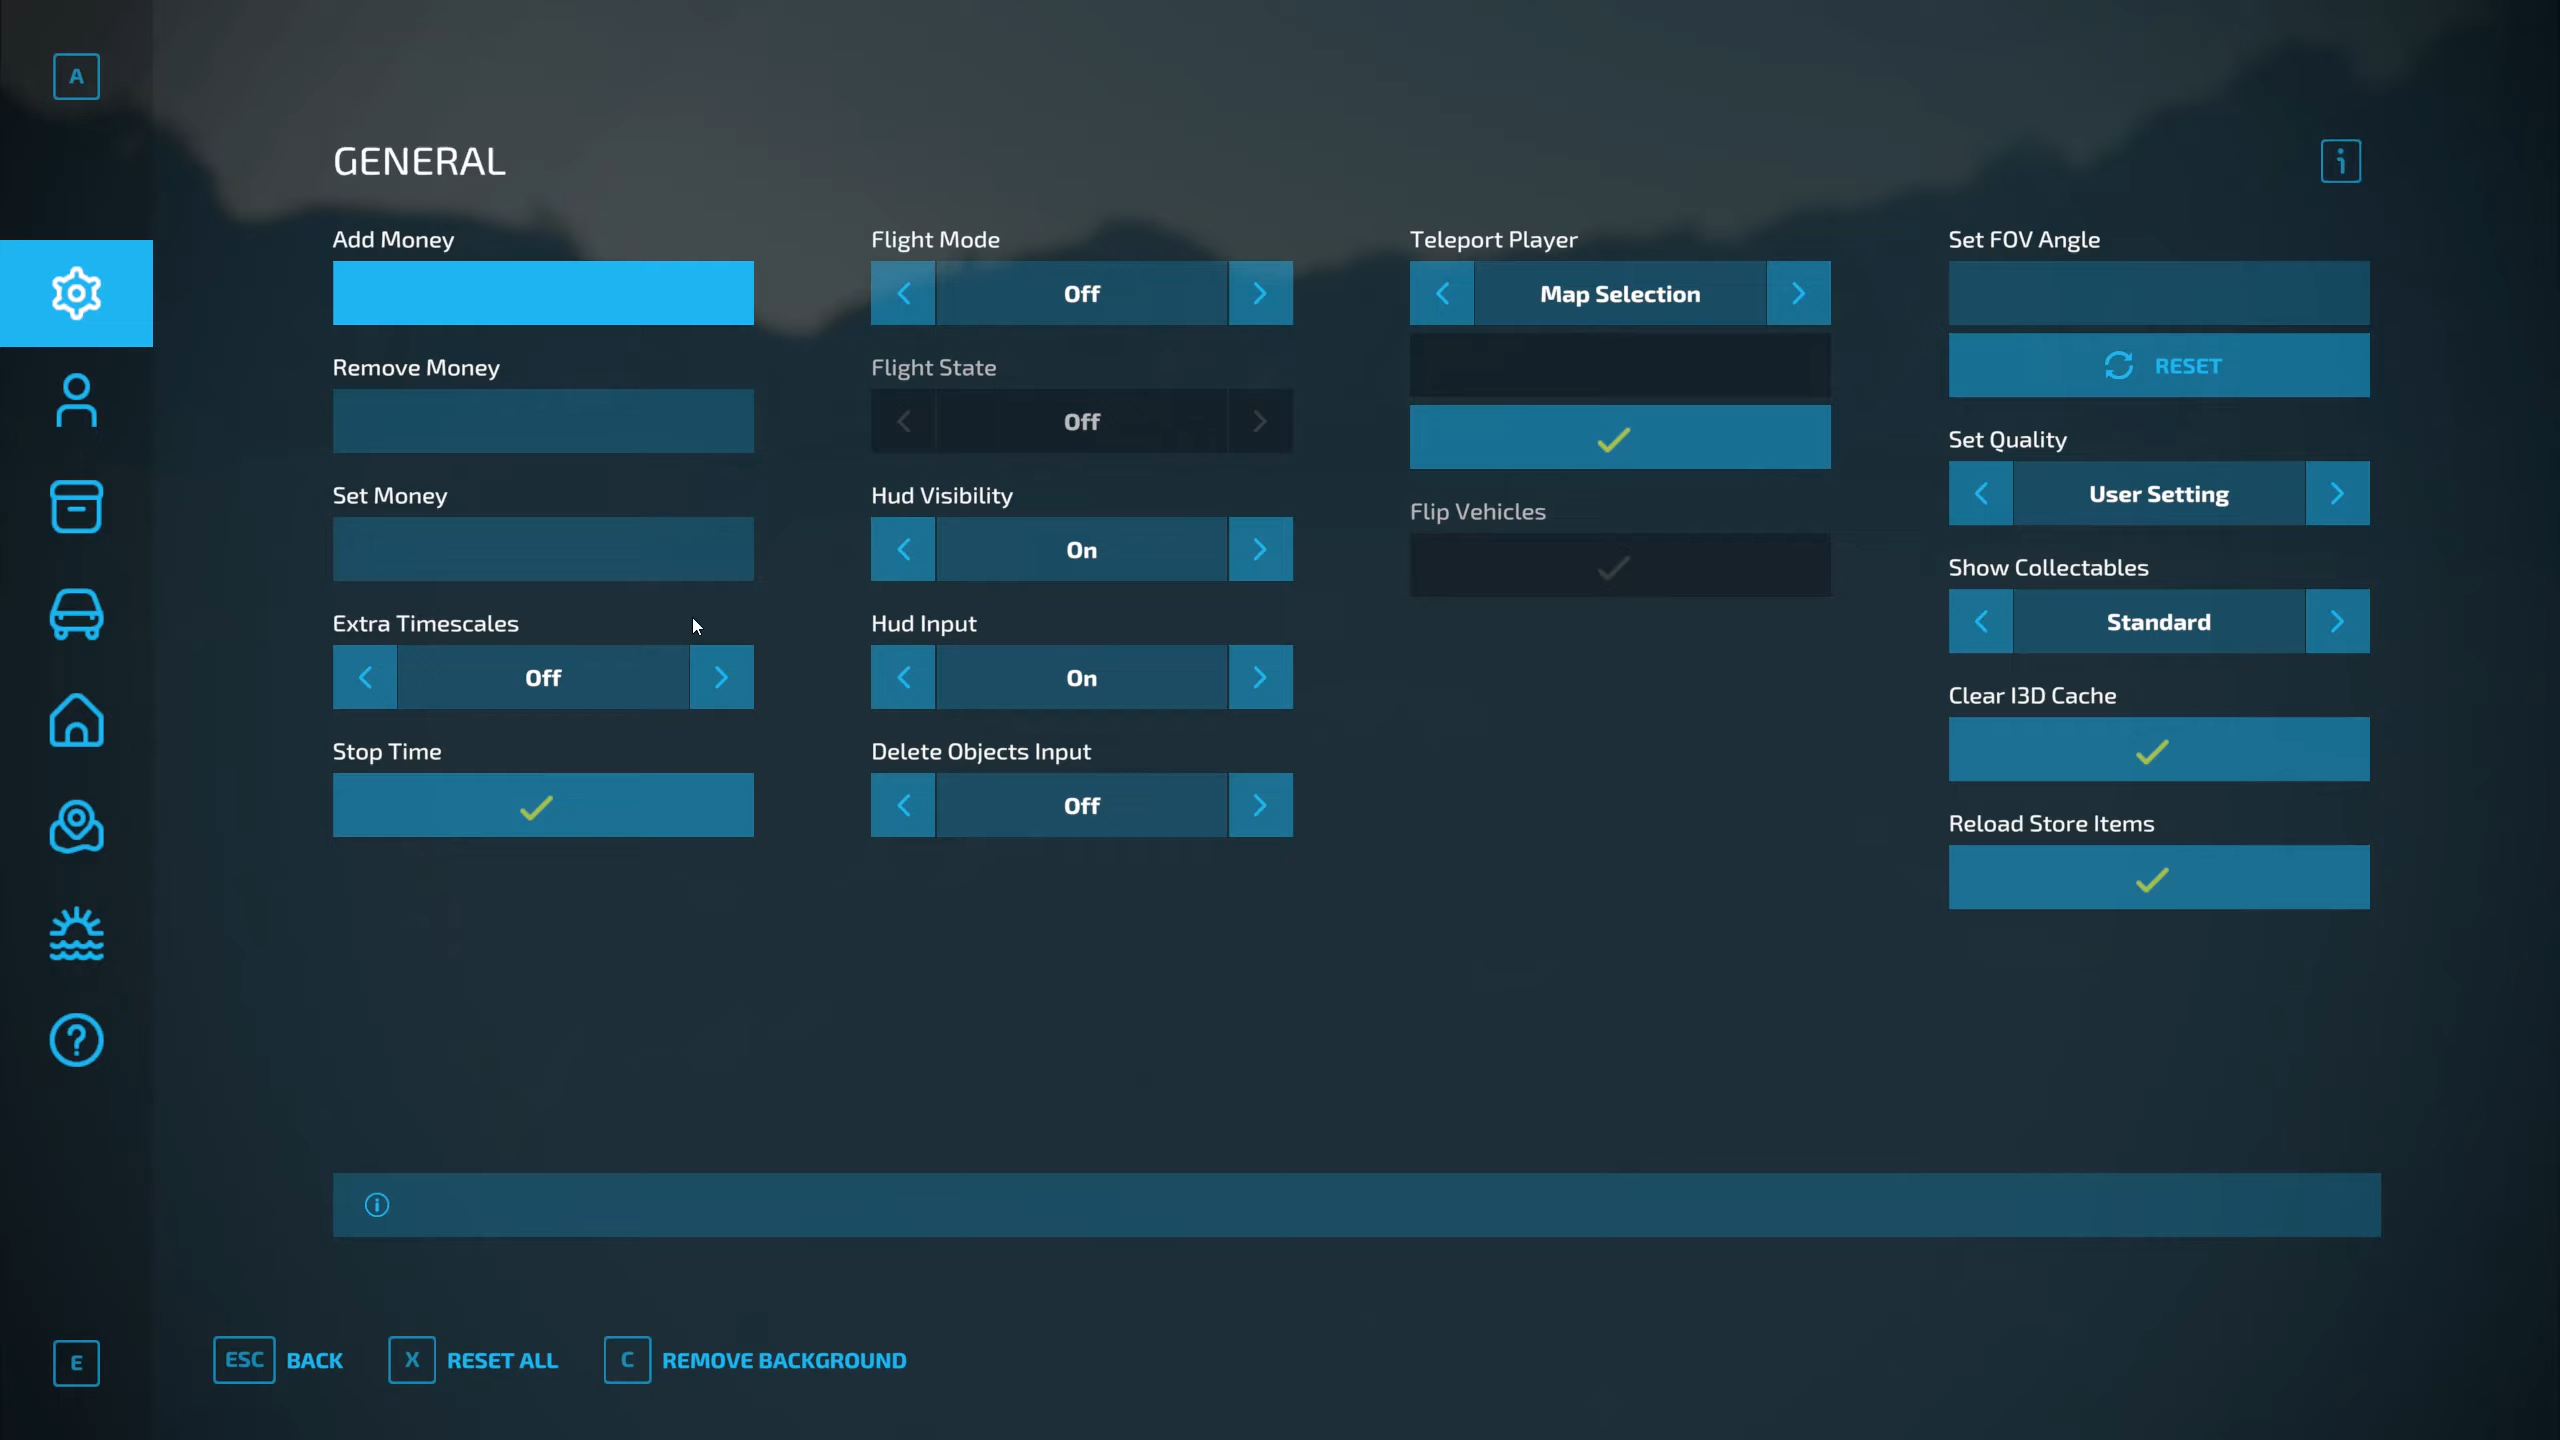 A
GENERAL
Add Money
Remove Money
Set Money
Extra Timescales
Off
Stop Time
Flight Mode
Off
Flight State
Off
Hud Visibility
On
Hud Input
On
Delete Objects Input
Off
Teleport Player
Map Selection
Flip Vehicles
Set FOV Angle
RESET
Set Quality
User Setting
Show Collectables
Standard
Clear I3D Cache
Reload Store Items
E
ESC BACK X RESET ALL C REMOVE BACKGROUND